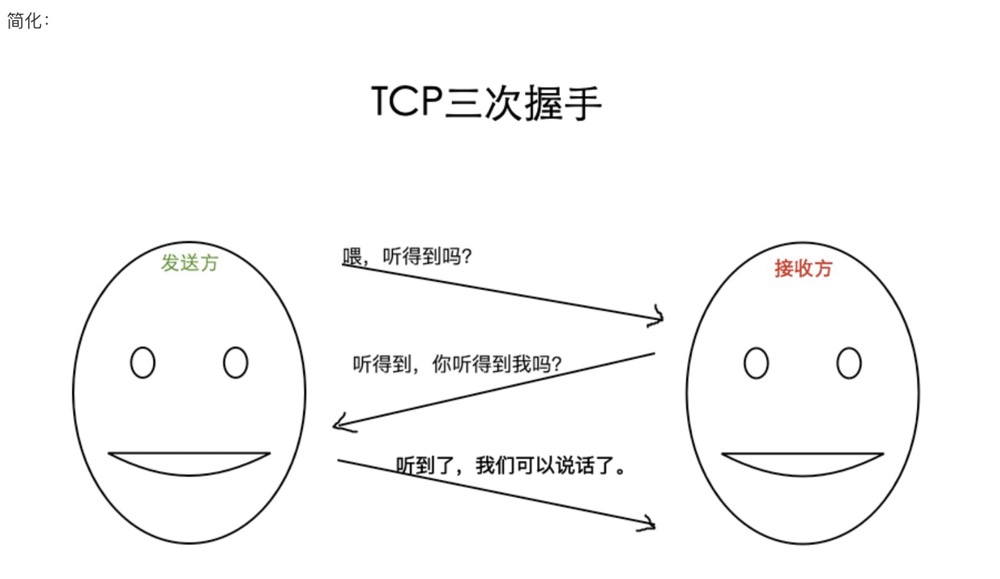 简化：
TCP三次握手
发送方
接收方
喂，听得到吗？
听得到，你听得到我吗？
听到了，我们可以说话了。